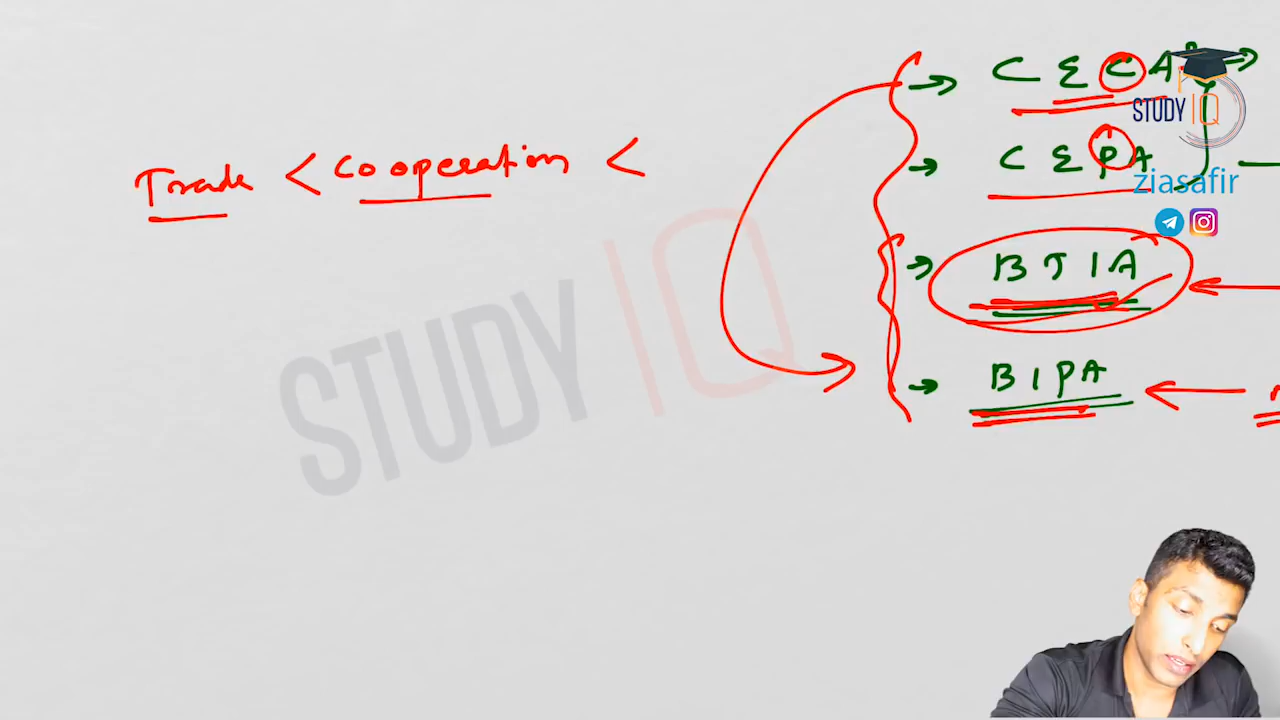 Trade < Cooperation <
→ CECA →
→ CEPA
→ BTIA ←
→ BIPA ←
STUDY IQ
ziasafir
STUDY IQ